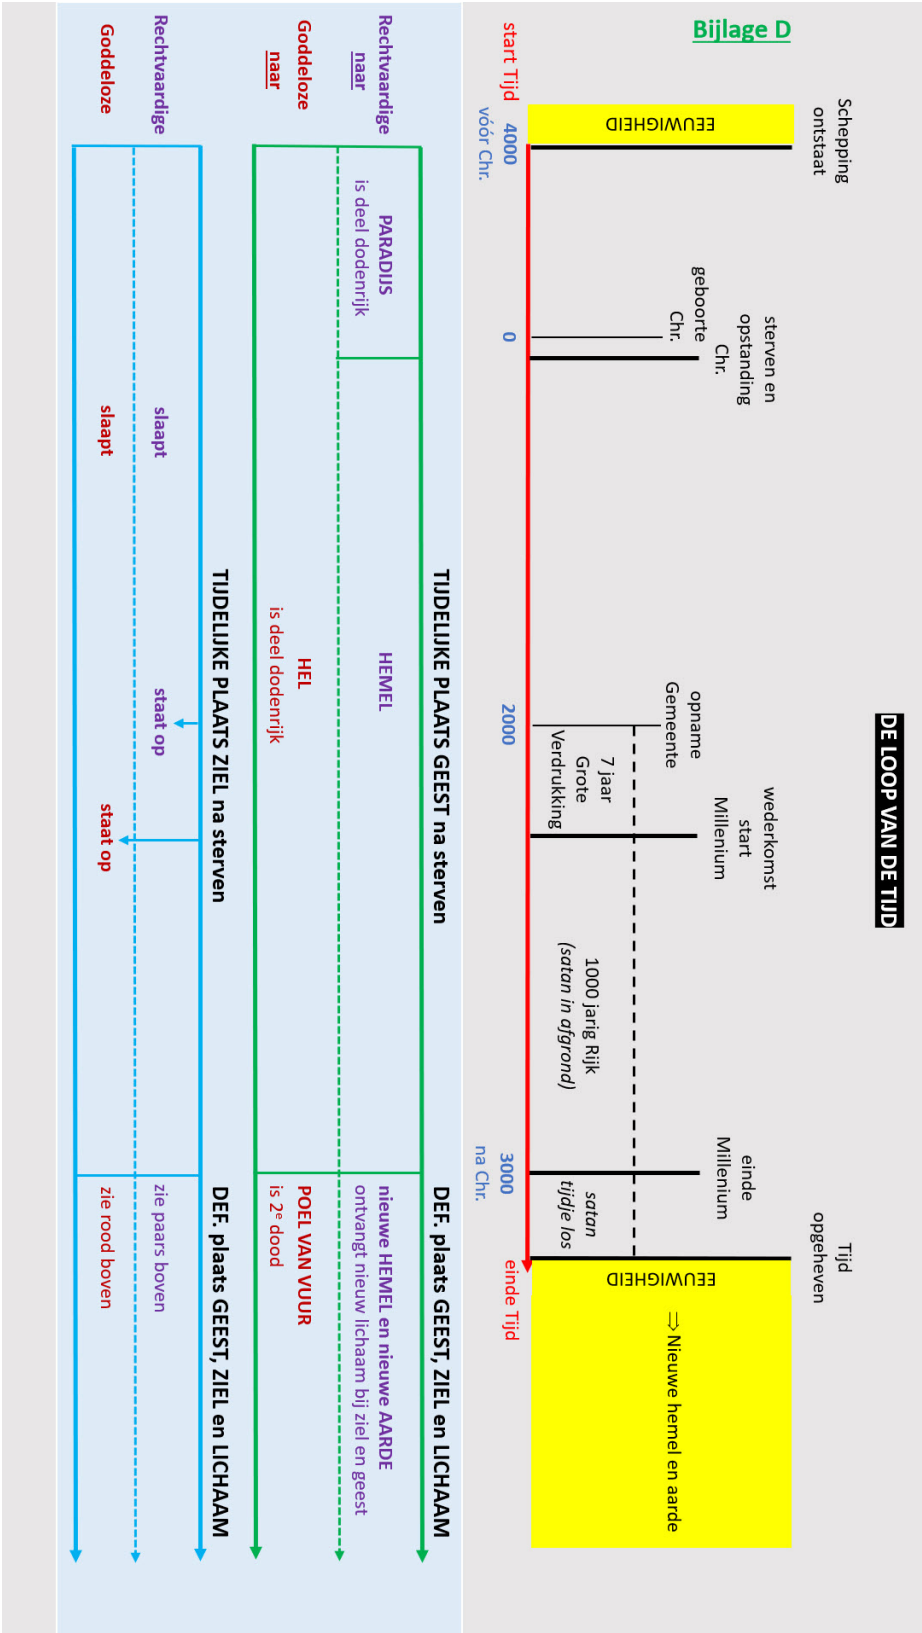 Bijlage D
DE LOOP VAN DE TIJD
Schepping
ontstaat
EEUWIGHEID
start Tijd
4000
vóór Chr.
geboorte
Chr.
0
sterven en
opstanding
Chr.
opname
Gemeente
2000
7 jaar
Grote
Verdrukking
wederkomst
start
Millenium
1000 jarig Rijk
(satan in afgrond)
einde
Millenium
3000
na Chr.
satan
tijdje los
Tijd
opgeheven
einde Tijd
EEUWIGHEID
⇒ Nieuwe hemel en aarde
TIJDELIJKE PLAATS GEEST na sterven
DEF. plaats GEEST, ZIEL en LICHAAM
Rechtvaardige
naar
PARADIJS
is deel dodenrijk
HEMEL
nieuwe HEMEL en nieuwe AARDE
ontvangt nieuw lichaam bij ziel en geest
Goddeloze
naar
HEL
is deel dodenrijk
POEL VAN VUUR
is 2e dood
TIJDELIJKE PLAATS ZIEL na sterven
DEF. plaats GEEST, ZIEL en LICHAAM
Rechtvaardige
slaapt
staat op
zie paars boven
Goddeloze
slaapt
staat op
zie rood boven